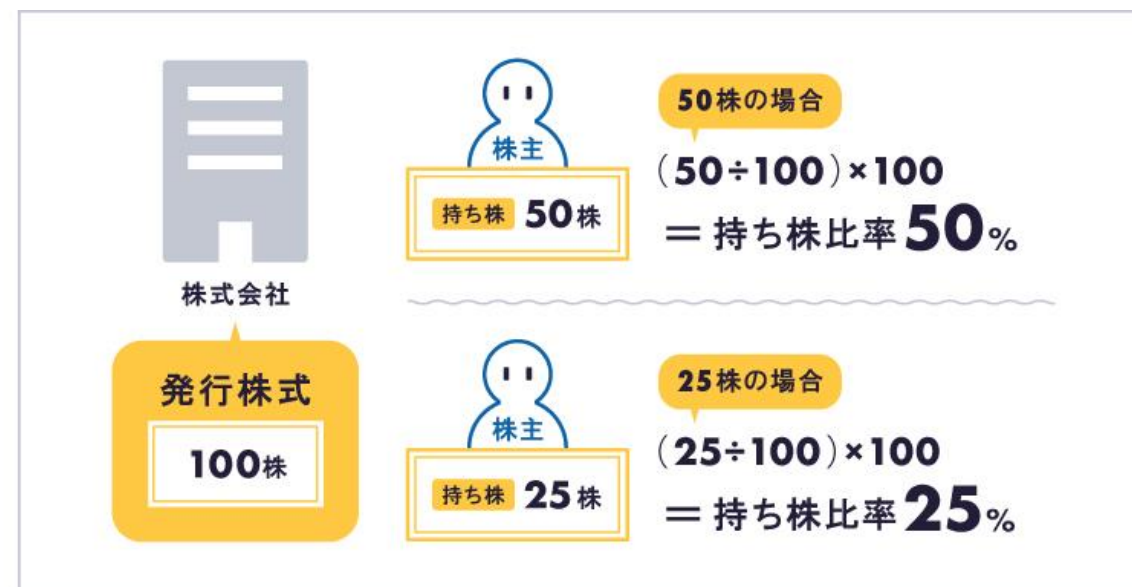 株式会社
発行株式
100株
株主
持ち株 50株
50株の場合
(50÷100)×100
=持ち株比率50%
株主
持ち株 25株
25株の場合
(25÷100)×100
=持ち株比率25%